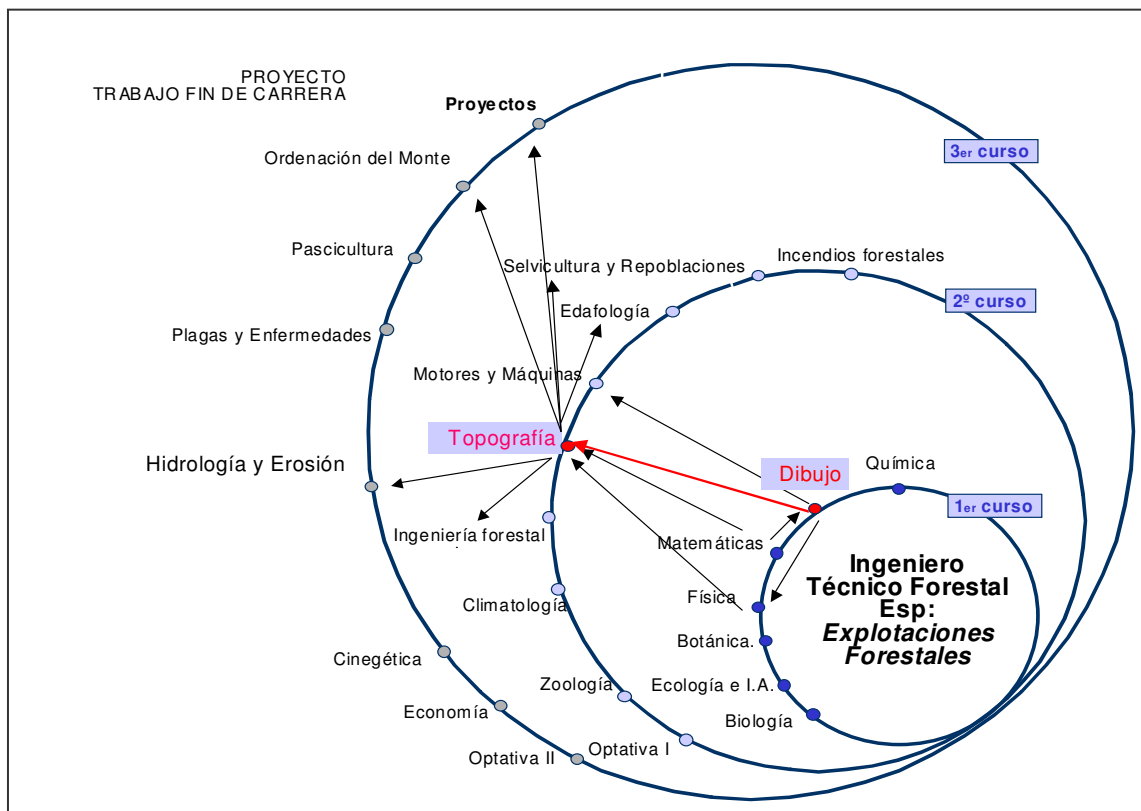 PROYECTO
TRABAJO FIN DE CARRERA
Proyectos
3er curso
Ordenación del Monte
Pascicultura
Selvicultura y Repoblaciones
Incendios forestales
2º curso
Edafología
Plagas y Enfermedades
Motores y Máquinas
Topografía
Hidrología y Erosión
Dibujo
Química
1er curso
Ingeniería forestal
.
Matemáticas
Ingeniero
Técnico Forestal
Esp:
Explotaciones
Forestales
Física
Climatología
Botánica.
Cinegética
Zoología
Ecología e I.A.
Economía
Biología
Optativa II
Optativa I